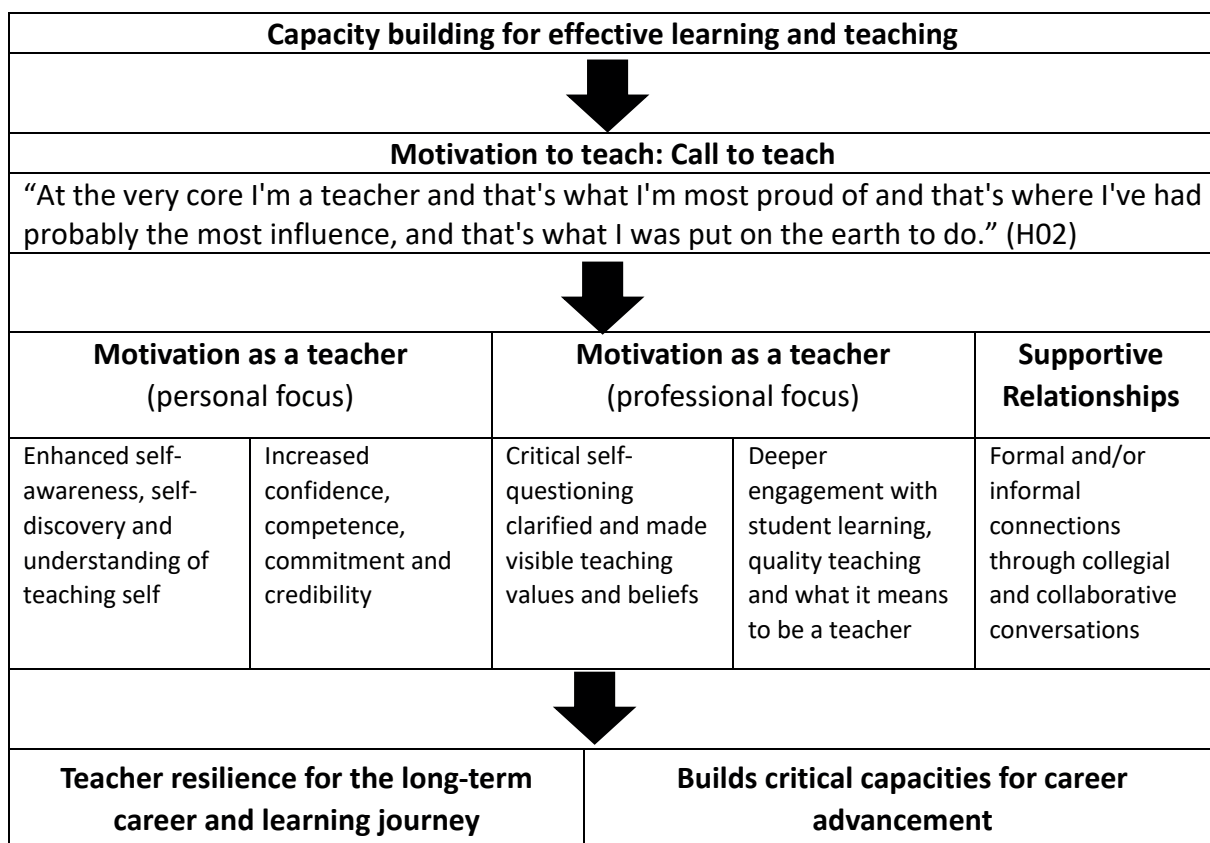 Capacity building for effective learning and teaching
Motivation to teach: Call to teach
“At the very core I'm a teacher and that's what I'm most proud of and that's where I've had
probably the most influence, and that's what I was put on the earth to do.” (H02)
Motivation as a teacher
(personal focus)
Motivation as a teacher
(professional focus)
Supportive
Relationships
Enhanced self-
awareness, self-
discovery and
understanding of
teaching self
Increased
confidence,
competence,
commitment and
credibility
Critical self-
questioning
clarified and made
visible teaching
values and beliefs
Deeper
engagement with
student learning,
quality teaching
and what it means
to be a teacher
Formal and/or
informal
connections
through collegial
and collaborative
conversations
Teacher resilience for the long-term
career and learning journey
Builds critical capacities for career
advancement